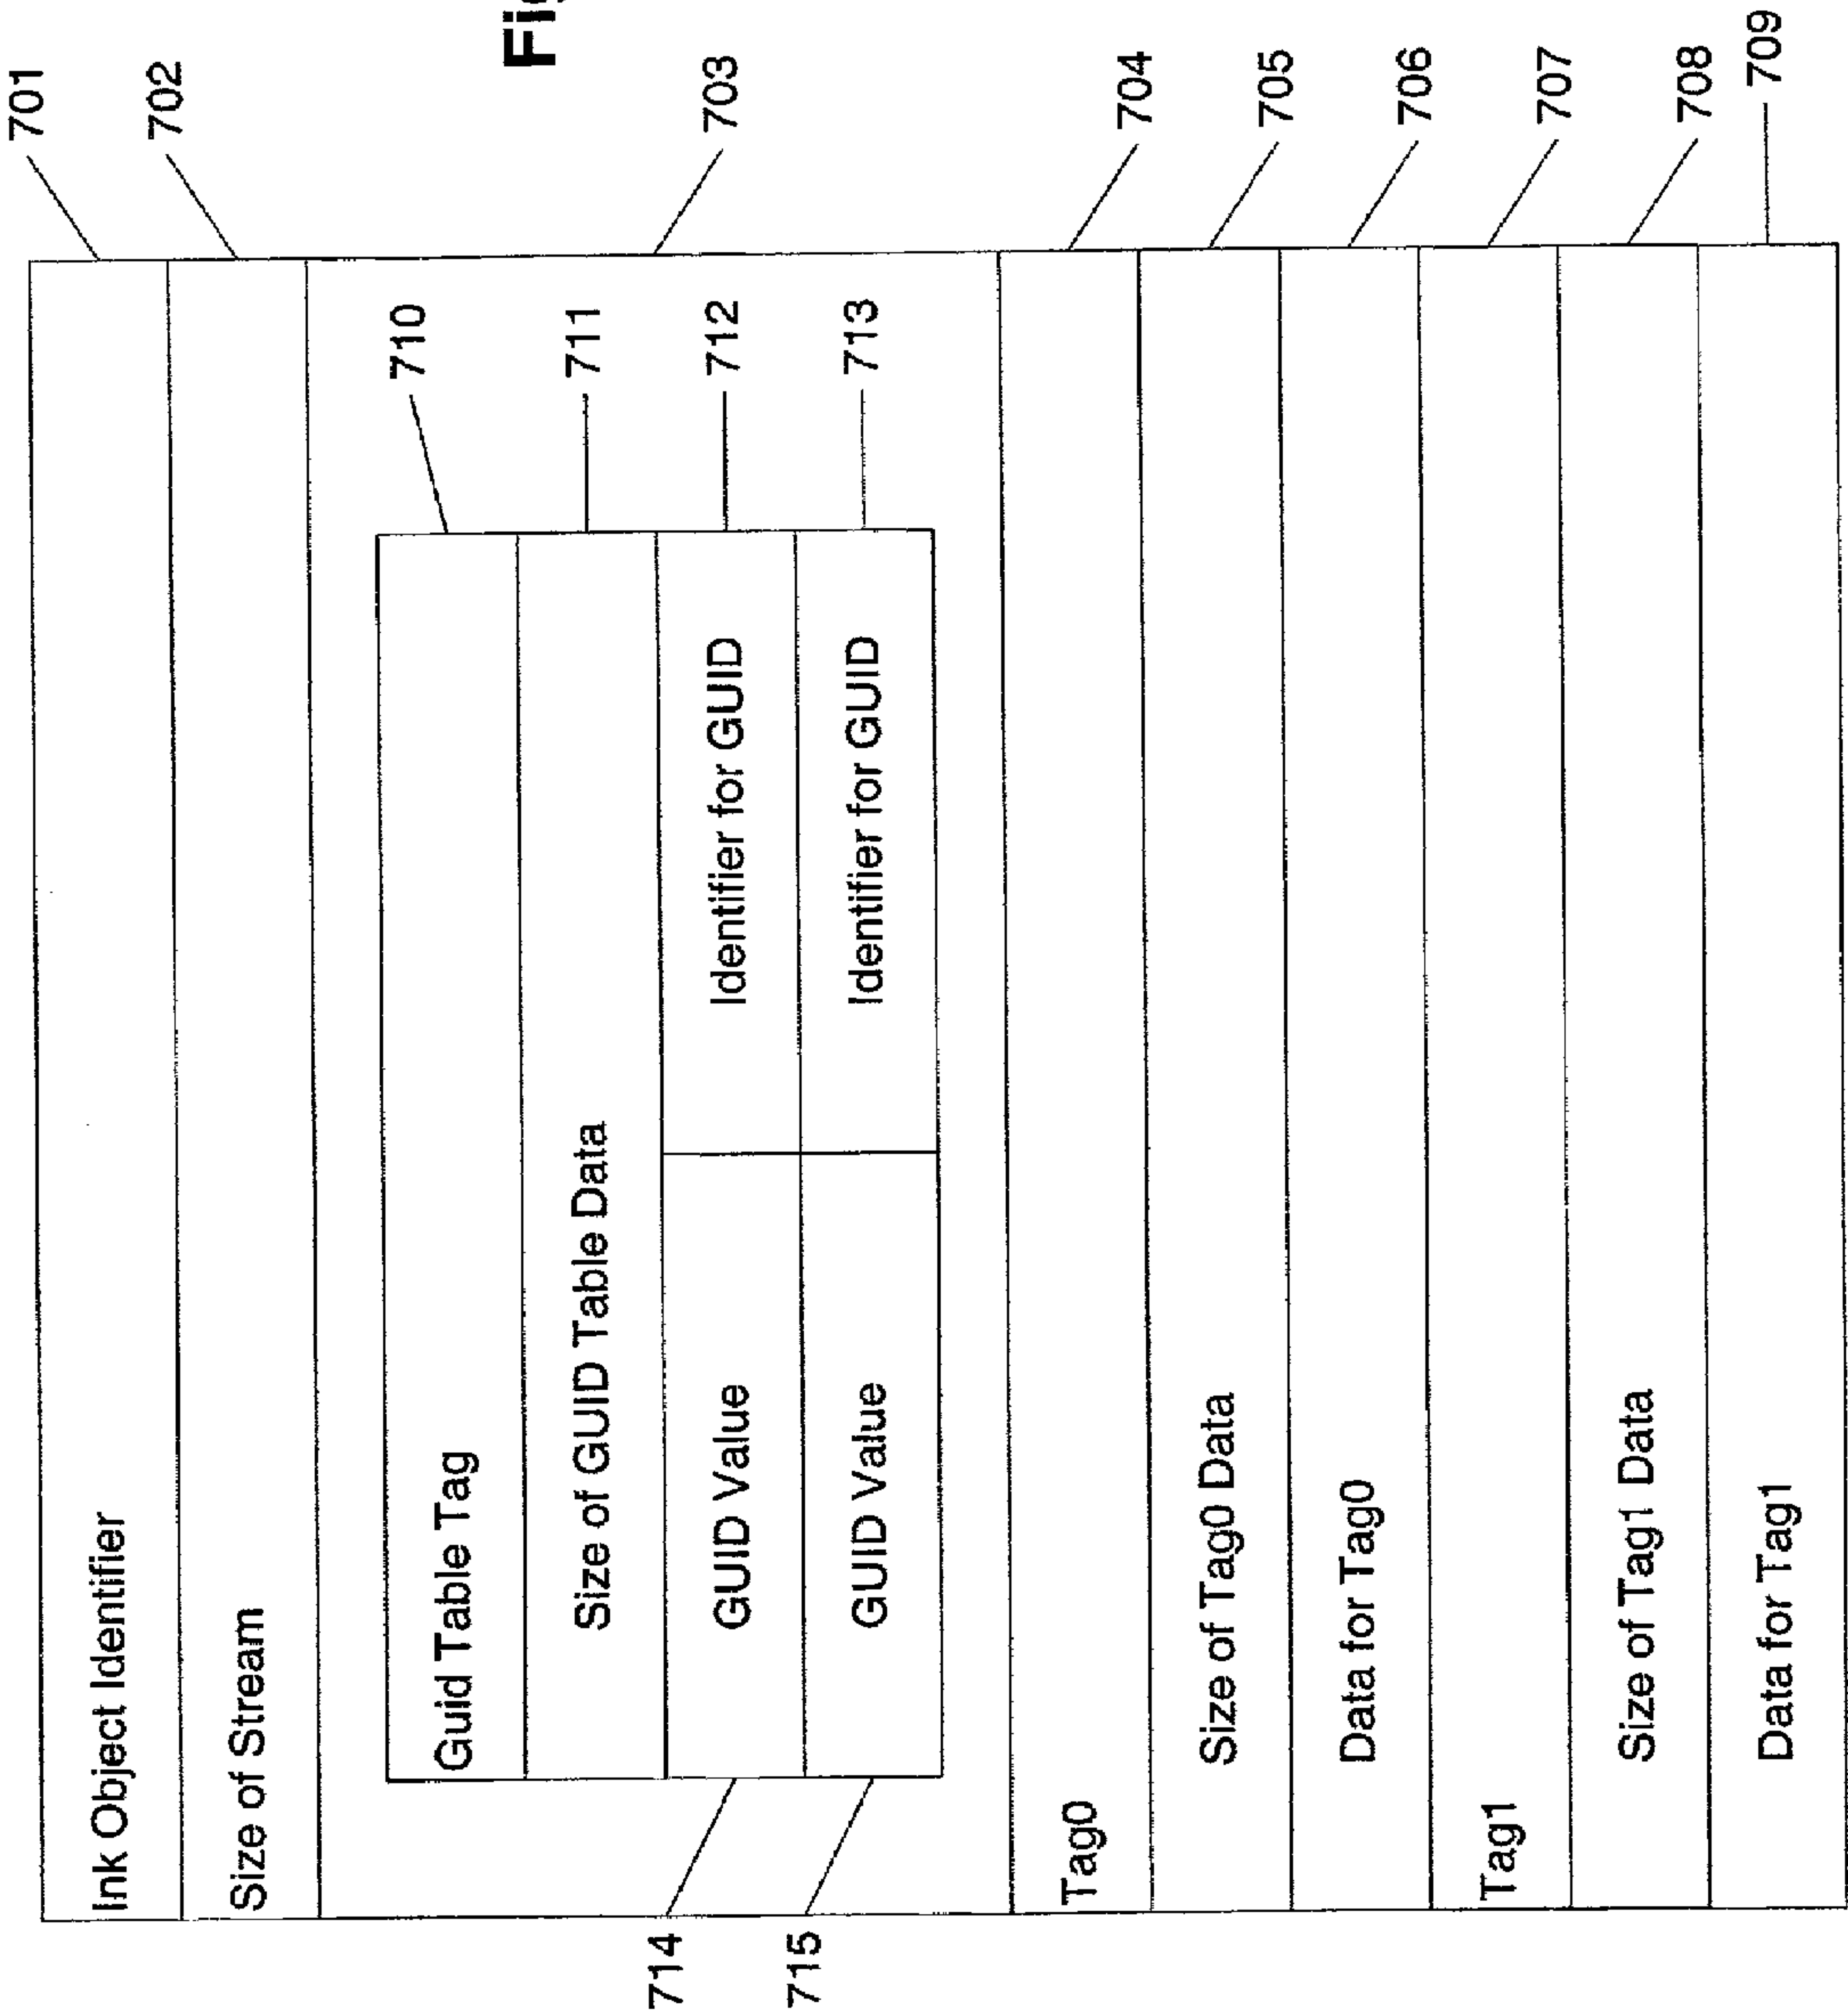 Fig
Ink Object Identifier 701
Size of Stream 702
703
Guid Table Tag 710
Size of GUID Table Data 711
714 GUID Value Identifier for GUID 712
715 GUID Value Identifier for GUID 713
Tag0 704
Size of Tag0 Data 705
Data for Tag0 706
Tag1 707
Size of Tag1 Data 708
Data for Tag1 709